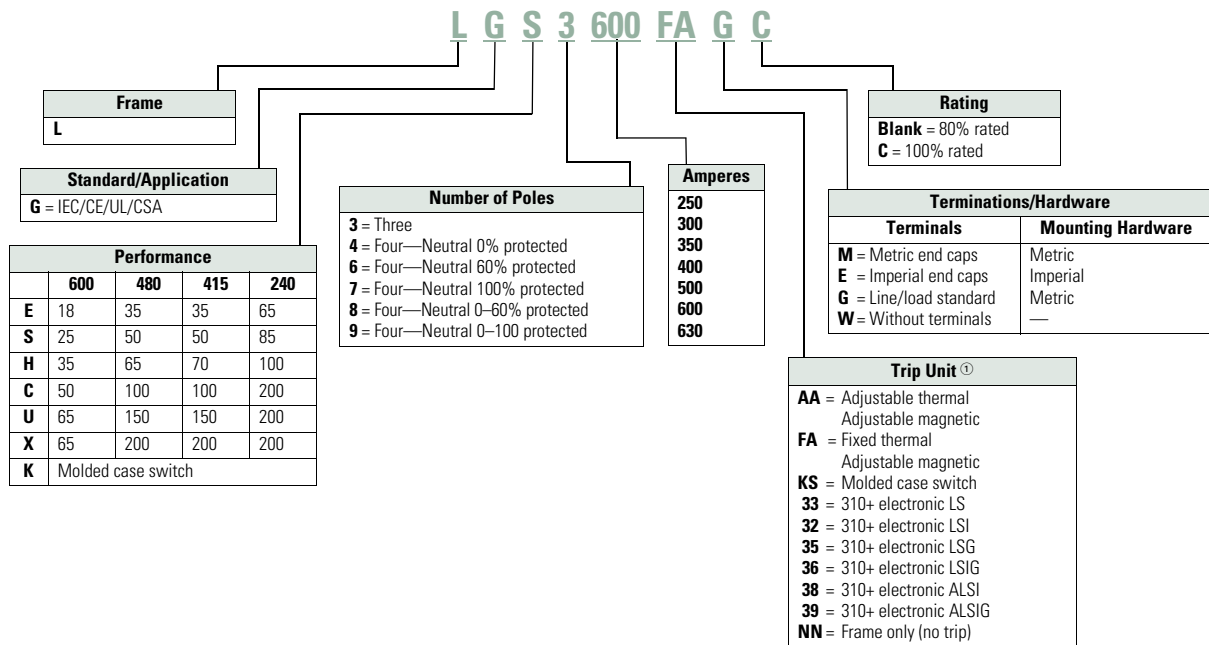 L G S 3 600 FA G C
Frame
L
Standard/Application
G = IEC/CE/UL/CSA
Performance
600 480 415 240
E 18 35 35 65
S 25 50 50 85
H 35 65 70 100
C 50 100 100 200
U 65 150 150 200
X 65 200 200 200
K Molded case switch
Number of Poles
3 = Three
4 = Four—Neutral 0% protected
6 = Four—Neutral 60% protected
7 = Four—Neutral 100% protected
8 = Four—Neutral 0–60% protected
9 = Four—Neutral 0–100 protected
Amperes
250
300
350
400
500
600
630
Rating
Blank = 80% rated
C = 100% rated
Terminations/Hardware
Terminals Mounting Hardware
M = Metric end caps Metric
E = Imperial end caps Imperial
G = Line/load standard Metric
W = Without terminals —
Trip Unit ①
AA = Adjustable thermal
Adjustable magnetic
FA = Fixed thermal
Adjustable magnetic
KS = Molded case switch
33 = 310+ electronic LS
32 = 310+ electronic LSI
35 = 310+ electronic LSG
36 = 310+ electronic LSIG
38 = 310+ electronic ALSI
39 = 310+ electronic ALSIG
NN = Frame only (no trip)